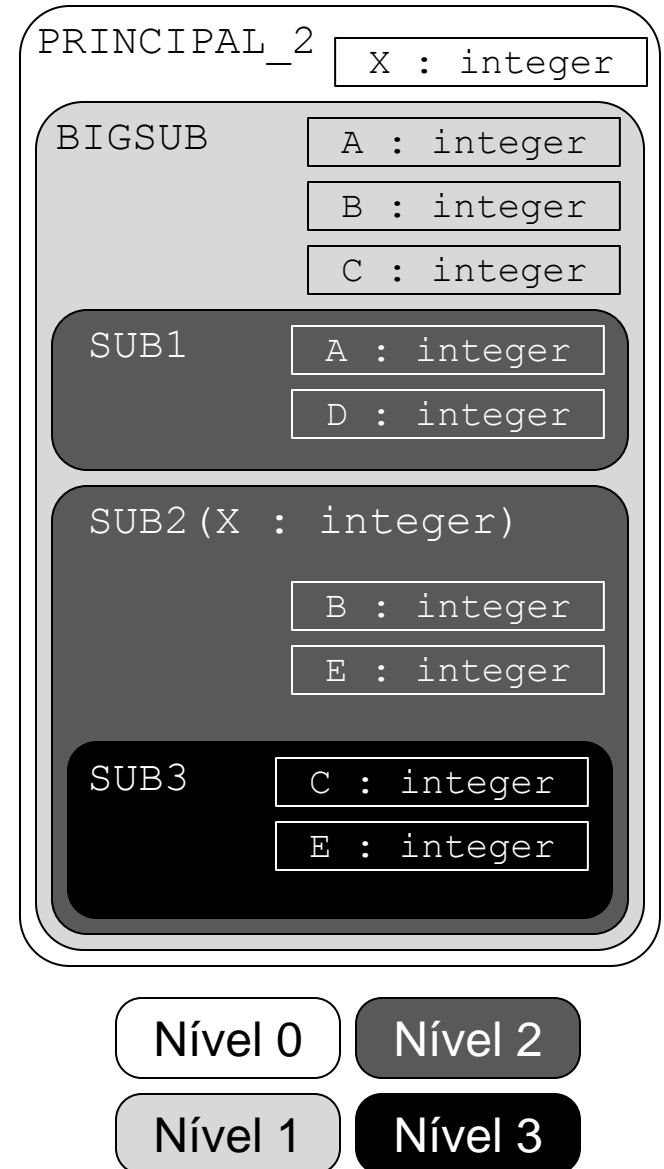 PRINCIPAL_2
X : integer
BIGSUB
A : integer
B : integer
C : integer
SUB1
A : integer
D : integer
SUB2(X : integer)
B : integer
E : integer
SUB3
C : integer
E : integer
Nível 0
Nível 2
Nível 1
Nível 3